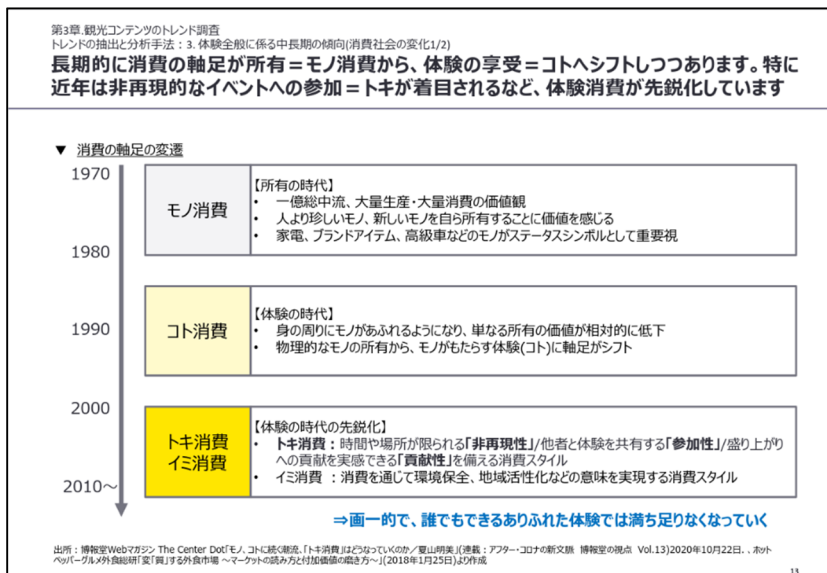 第3章.観光コンテンツのトレンド調査
トレンドの抽出と分析手法：3. 体験全般に係る中長期の傾向(消費社会の変化1/2)
長期的に消費の軸足が所有＝モノ消費から、体験の享受＝コトへシフトしつつあります。特に
近年は非再現的なイベントへの参加＝トキが着目されるなど、体験消費が先鋭化しています
▼ 消費の軸足の変遷
1970
モノ消費
【所有の時代】
• 一億総中流、大量生産・大量消費の価値観
• 人より珍しいモノ、新しいモノを自ら所有することに価値を感じる
• 家電、ブランドアイテム、高級車などのモノがステータスシンボルとして重要視
1980
1990
コト消費
【体験の時代】
• 身の周りにモノがあふれるようになり、単なる所有の価値が相対的に低下
• 物理的なモノの所有から、モノがもたらす体験(コト)に軸足がシフト
2000
トキ消費
イミ消費
【体験の時代の先鋭化】
• トキ消費：時間や場所が限られる「非再現性」/他者と体験を共有する「参加性」/盛り上がり
への貢献を実感できる「貢献性」を備える消費スタイル
• イミ消費 ：消費を通じて環境保全、地域活性化などの意味を実現する消費スタイル
2010～
⇒画一的で、誰でもできるありふれた体験では満ち足りなくなっていく
出所：博報堂Webマガジン The Center Dot「モノ、コトに続く潮流、「トキ消費」はどうなっていくのか／夏山明美」(連載：アフター・コロナの新文脈 博報堂の視点 Vol.13)2020年10月22日、、ホット
ペッパーグルメ外食総研「変「質」する外食市場 ～マーケットの読み方と付加価値の磨き方～」(2018年1月25日)より作成
13